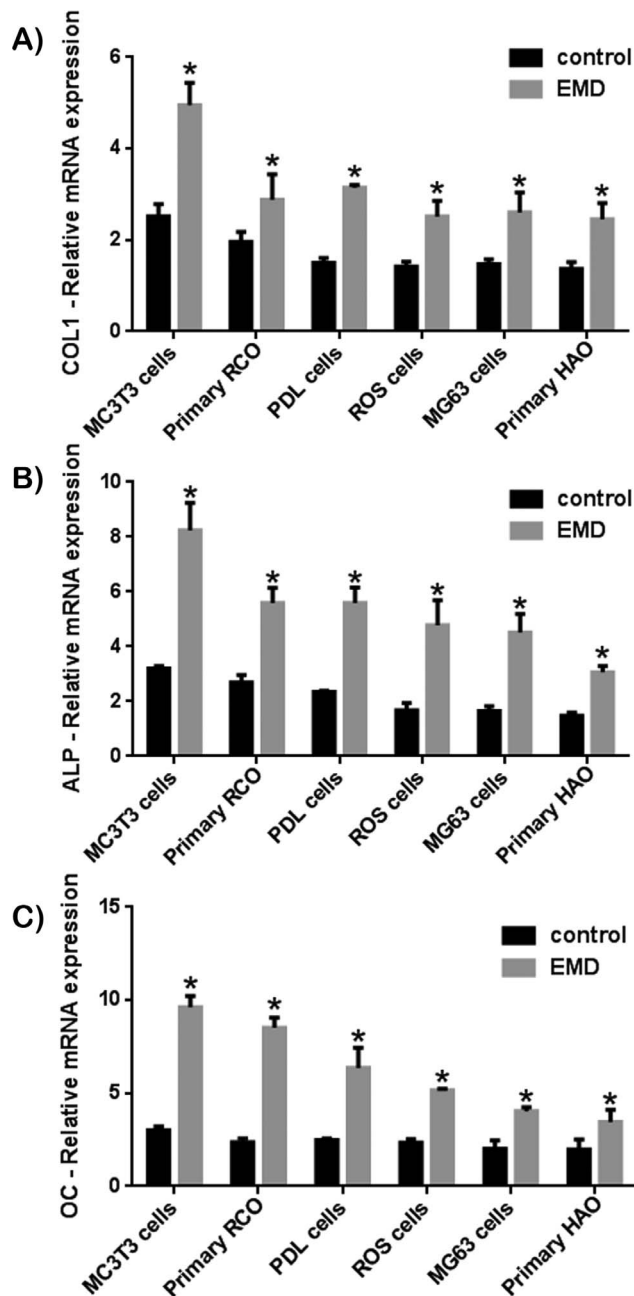 A)
COL1 - Relative mRNA expression
6
4
2
0
control
EMD
*
*
*
*
*
*
MC3T3 cells
Primary RCO
PDL cells
ROS cells
MG63 cells
Primary HAO
B)
ALP - Relative mRNA expression
10
8
6
4
2
0
control
EMD
*
*
*
*
*
*
MC3T3 cells
Primary RCO
PDL cells
ROS cells
MG63 cells
Primary HAO
C)
OC - Relative mRNA expression
15
10
5
0
control
EMD
*
*
*
*
*
*
MC3T3 cells
Primary RCO
PDL cells
ROS cells
MG63 cells
Primary HAO